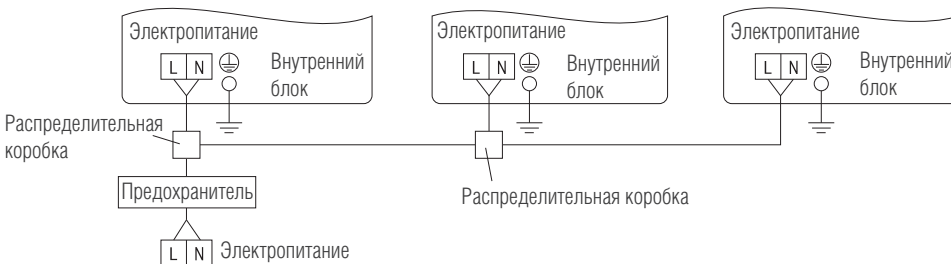 Электропитание
L N
Внутренний
блок
Электропитание
L N
Внутренний
блок
Электропитание
L N
Внутренний
блок
Распределительная
коробка
Распределительная коробка
Предохранитель
L N Электропитание